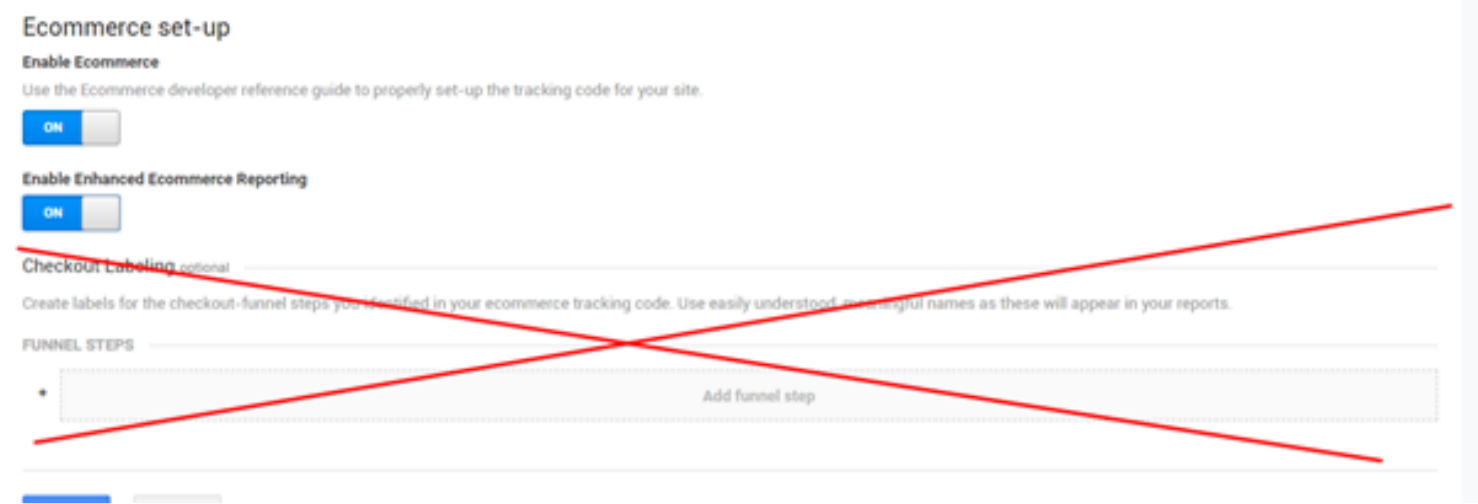 Ecommerce set-up
Enable Ecommerce
Use the Ecommerce developer reference guide to properly set-up the tracking code for your site.
ON
Enable Enhanced Ecommerce Reporting
ON
Checkout Labeling optional
Create labels for the checkout-funnel steps you identified in your ecommerce tracking code. Use easily understood, meaningful names as these will appear in your reports.
FUNNEL STEPS
+ Add funnel step